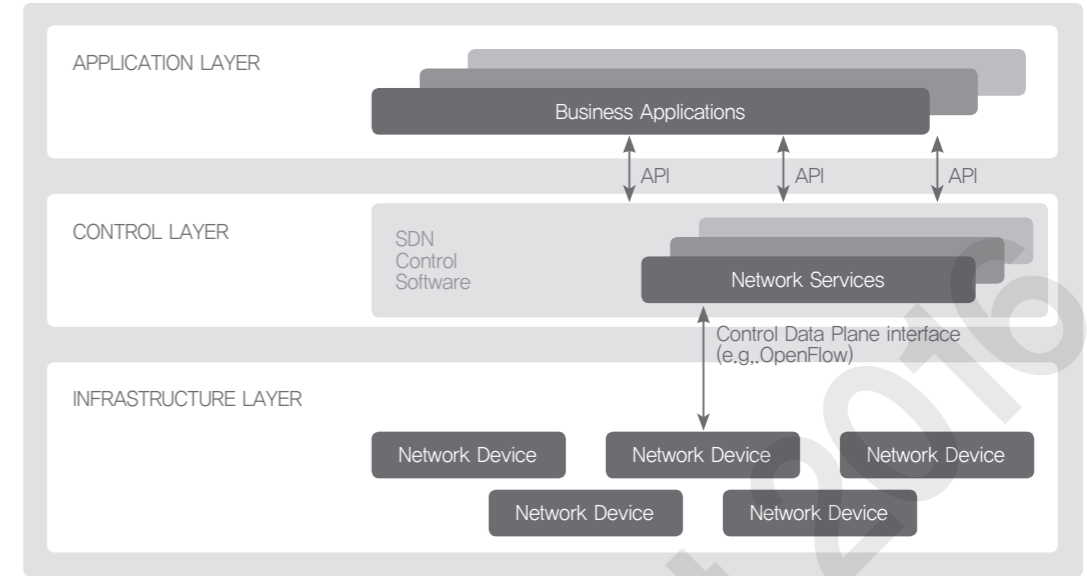 APPLICATION LAYER
Business Applications
API
API
API
CONTROL LAYER
SDN
Control
Software
Network Services
Control Data Plane interface
(e.g,.OpenFlow)
INFRASTRUCTURE LAYER
Network Device
Network Device
Network Device
Network Device
Network Device
2016